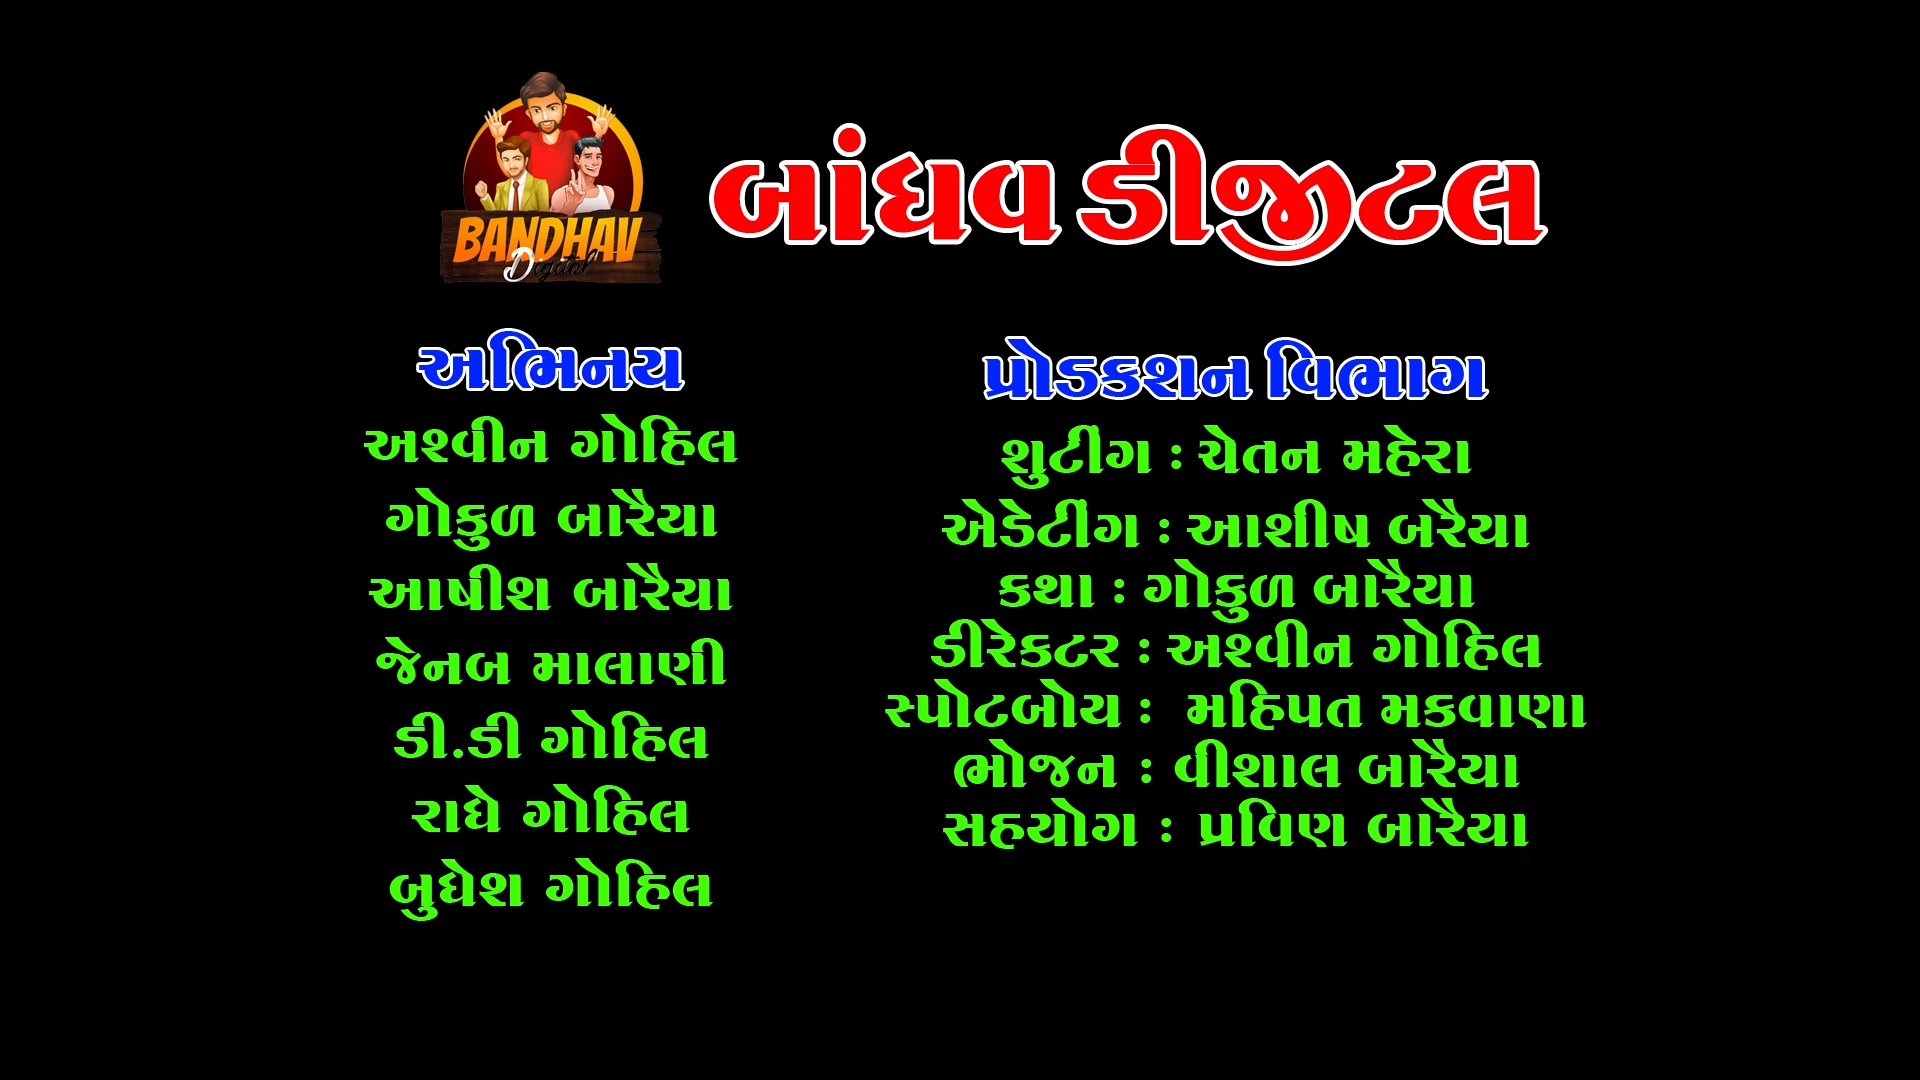 BANDHAV
Digital
બાંધવ ડીજીટલ
અભિનય
અશ્વીન ગોહિલ
ગોકુળ બારૈયા
આષીશ બારૈયા
જેનબ માલાણી
ડી.ડી ગોહિલ
રાધે ગોહિલ
બુધેશ ગોહિલ
પ્રોડકશન વિભાગ
શુટીંગ : ચેતન મહેરા
એડેટીંગ : આશીષ બરૈયા
કથા : ગોકુળ બારૈયા
ડીરેકટર : અશ્વીન ગોહિલ
સ્પોટબોય : મહિપત મકવાણા
ભોજન : વીશાલ બારૈયા
સહયોગ : પ્રવિણ બારૈયા